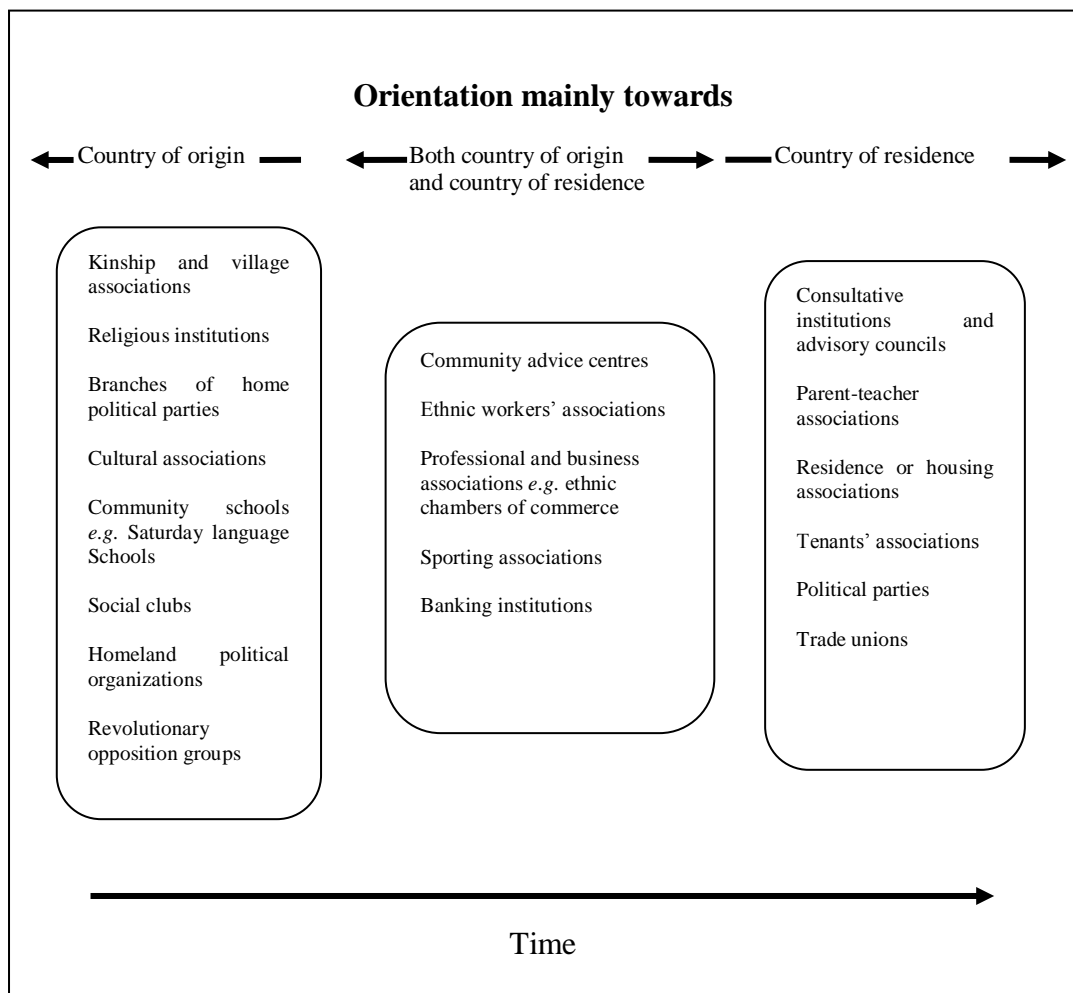 Orientation mainly towards
Country of origin
Both country of origin
and country of residence
Country of residence
Kinship and village
associations
Religious institutions
Branches of home
political parties
Cultural associations
Community schools
e.g. Saturday language
Schools
Social clubs
Homeland political
organizations
Revolutionary
opposition groups
Community advice centres
Ethnic workers’ associations
Professional and business
associations e.g. ethnic
chambers of commerce
Sporting associations
Banking institutions
Consultative
institutions and
advisory councils
Parent-teacher
associations
Residence or housing
associations
Tenants’ associations
Political parties
Trade unions
Time